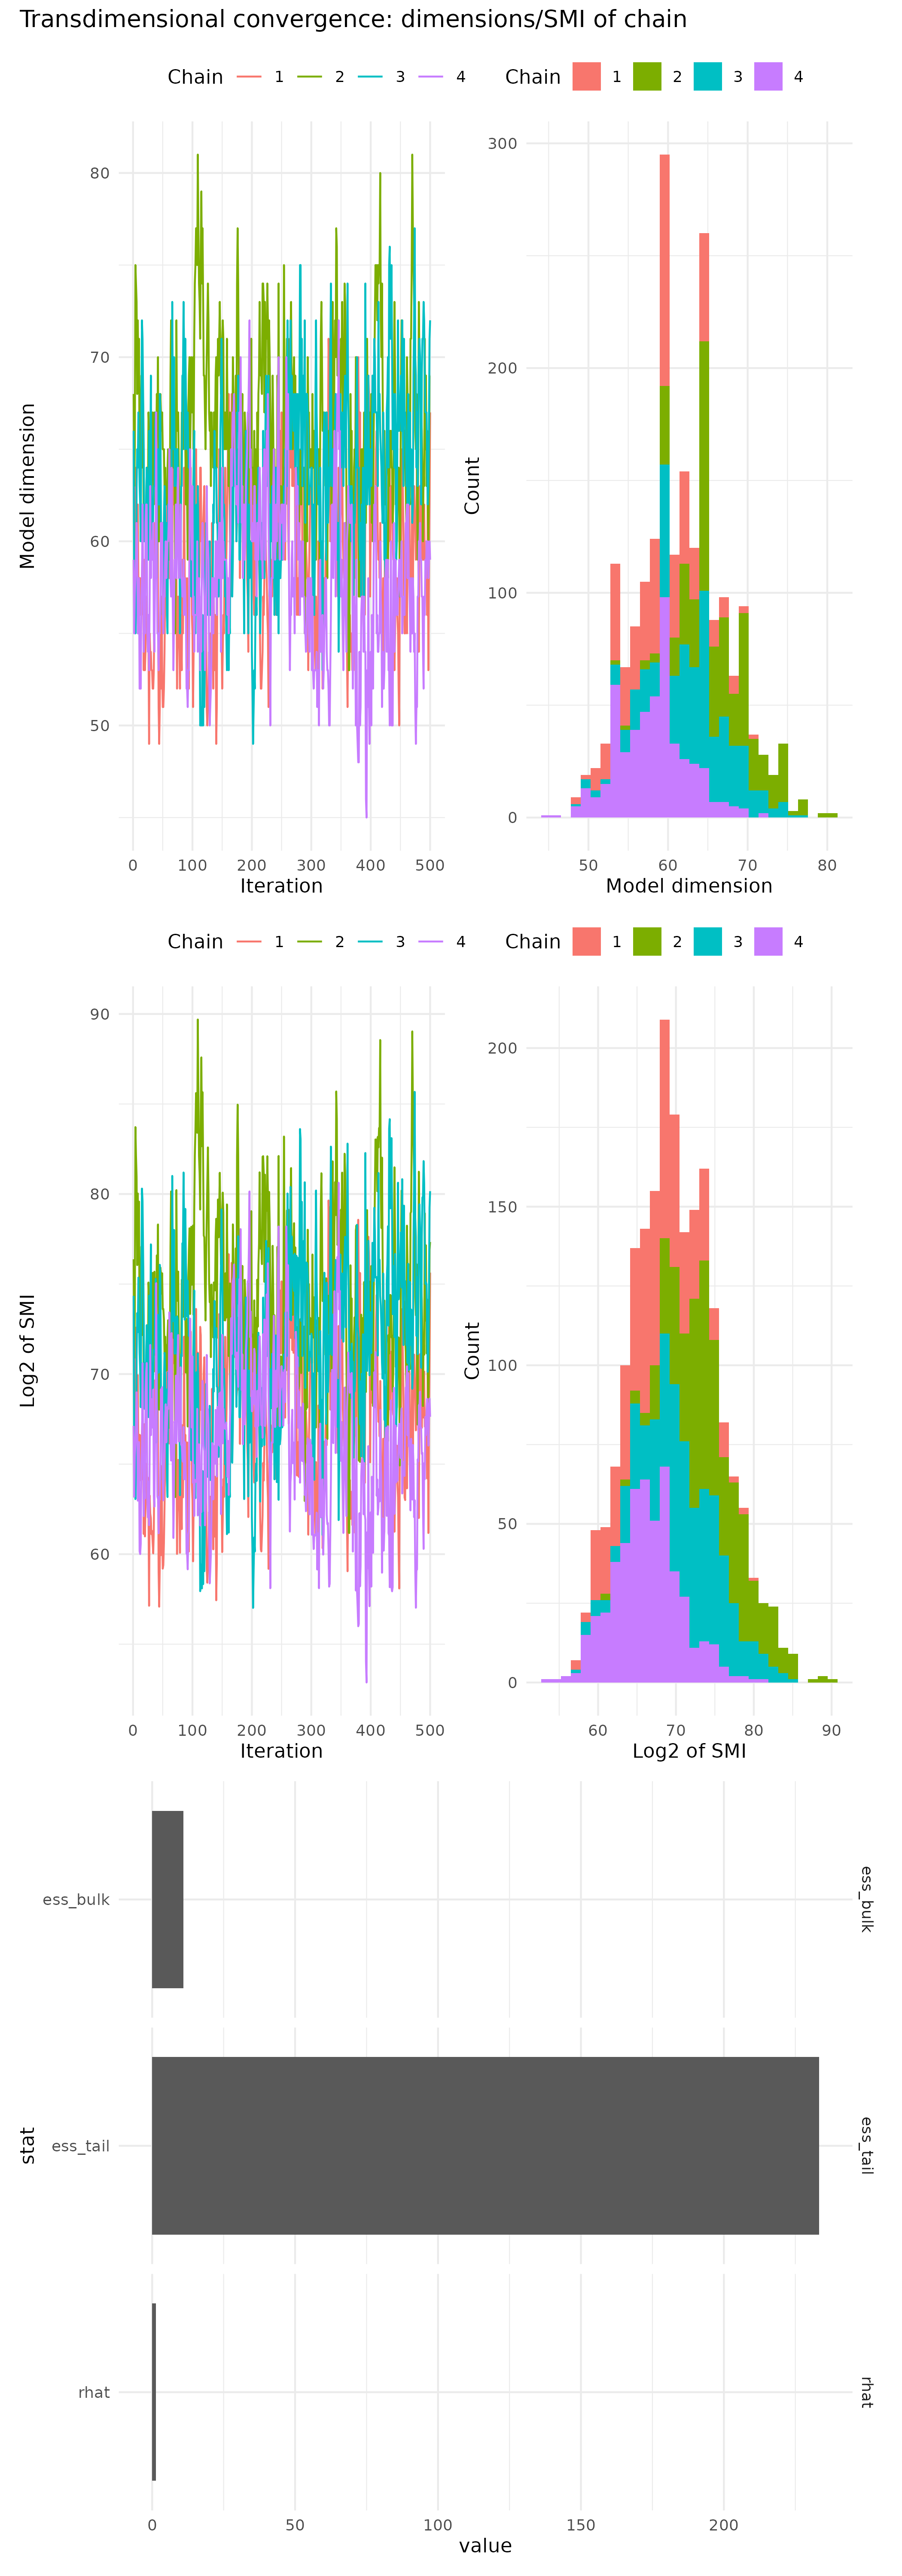 Transdimensional convergence: dimensions/SMI of chain
Chain 1 2 3 4
Chain 1 2 3 4
Model dimension
80
70
60
50
0 100 200 300 400 500
Iteration
Count
300
200
100
0
50 60 70 80
Model dimension
Chain 1 2 3 4
Chain 1 2 3 4
Log2 of SMI
90
80
70
60
0 100 200 300 400 500
Iteration
Count
200
150
100
50
0
60 70 80 90
Log2 of SMI
stat
ess_bulk
ess_bulk
ess_tail
ess_tail
rhat
rhat
0 50 100 150 200
value